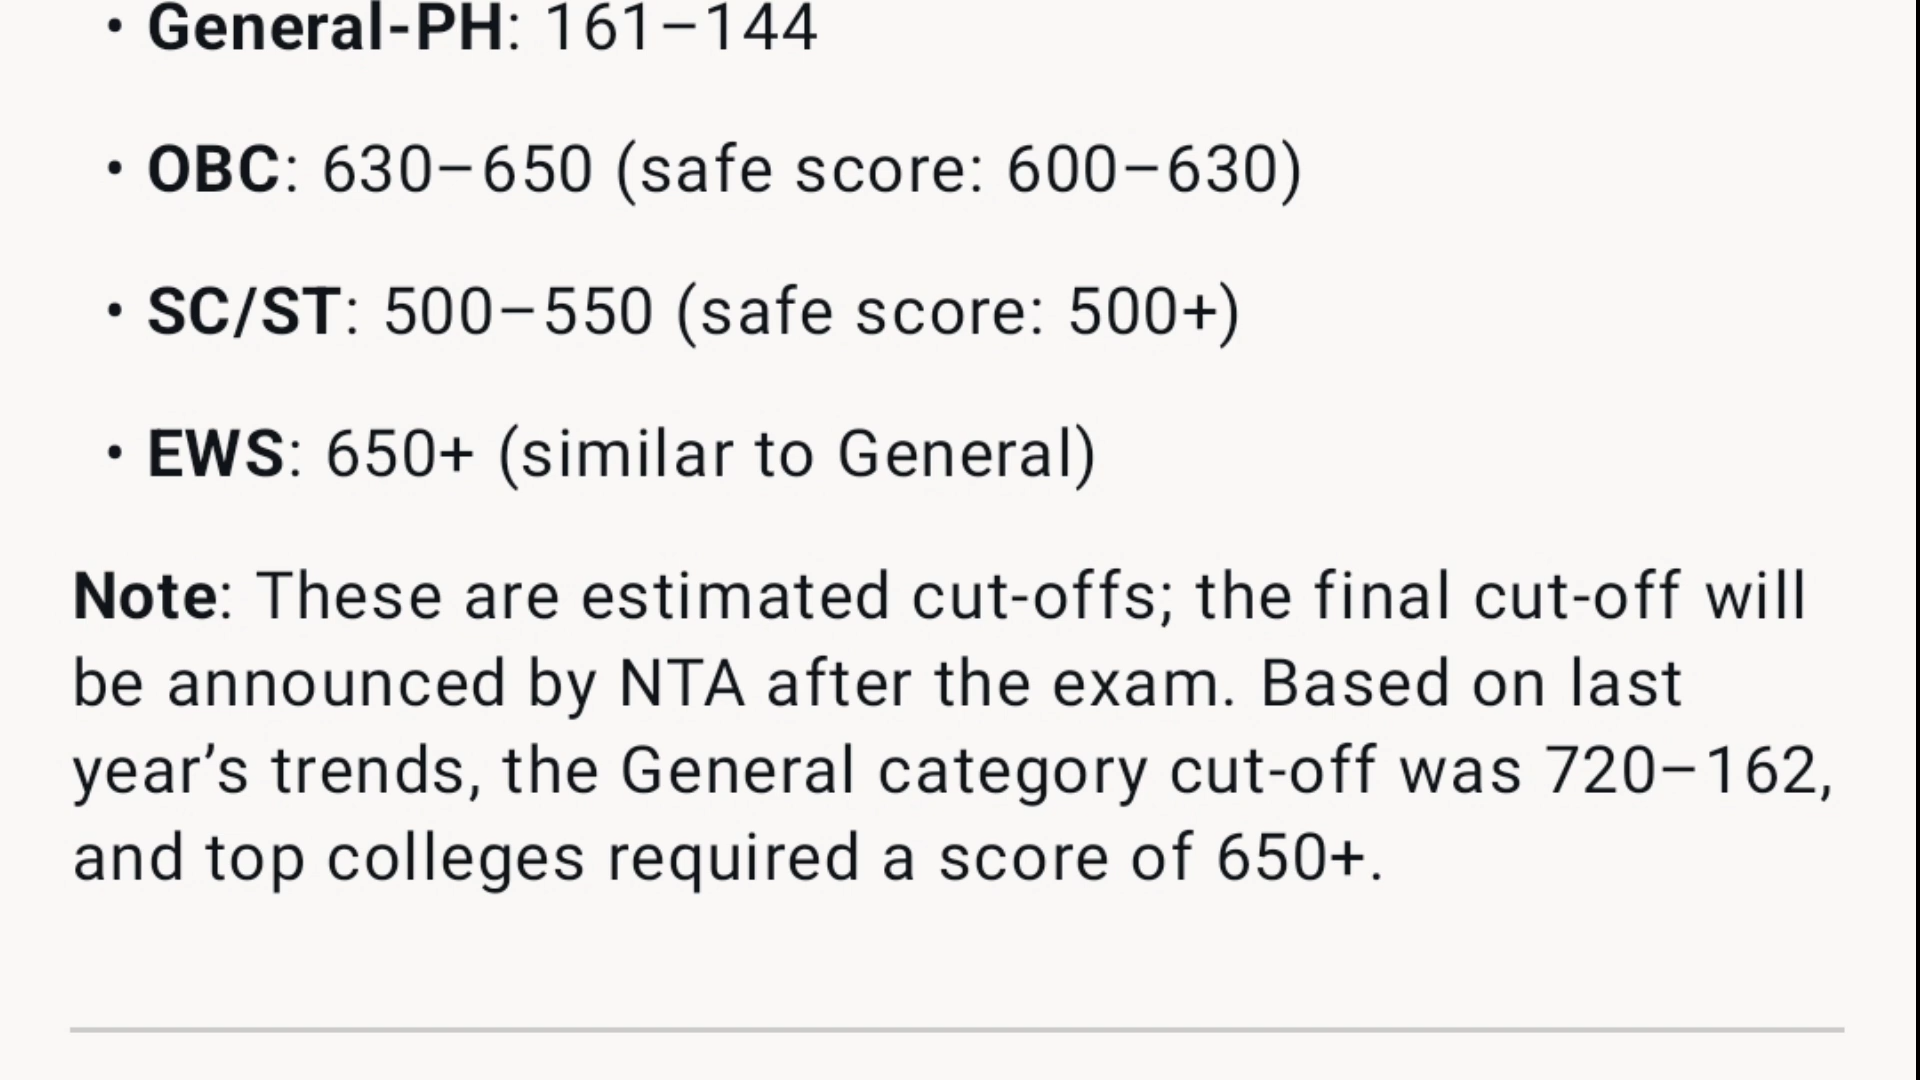 • General-PH: 161–144
• OBC: 630–650 (safe score: 600–630)
• SC/ST: 500–550 (safe score: 500+)
• EWS: 650+ (similar to General)
Note: These are estimated cut-offs; the final cut-off will
be announced by NTA after the exam. Based on last
year’s trends, the General category cut-off was 720–162,
and top colleges required a score of 650+.